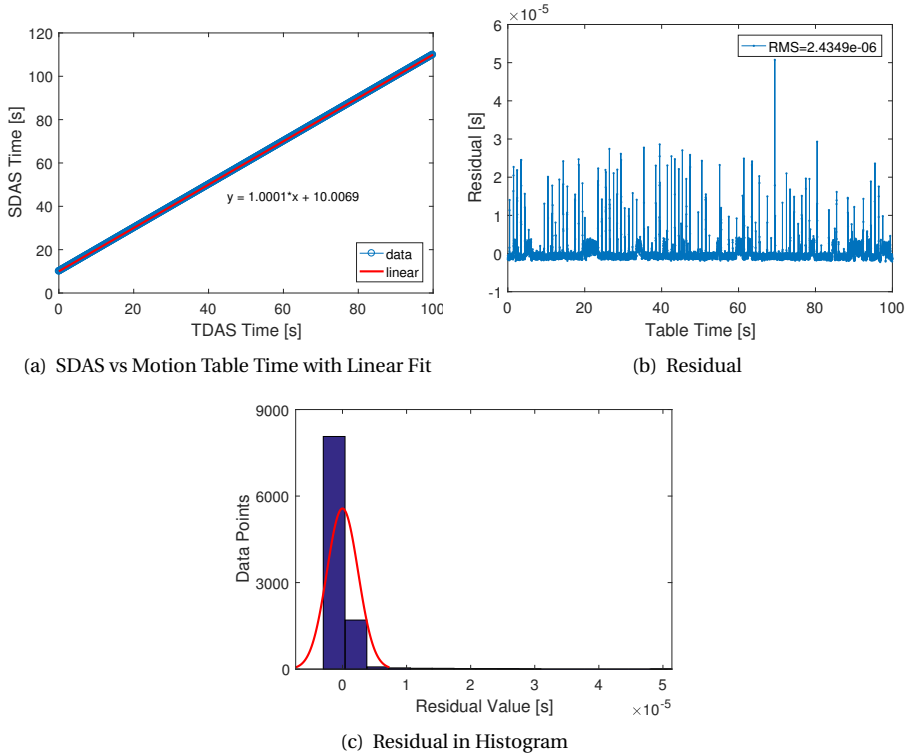 120
100
80
60
40
20
0
SDAS Time [s]
y = 1.0001*x + 10.0069
data
linear
0 20 40 60 80 100
TDAS Time [s]
(a) SDAS vs Motion Table Time with Linear Fit
×10⁻⁵
6
5
4
3
2
1
0
-1
Residual [s]
RMS=2.4349e-06
0 20 40 60 80 100
Table Time [s]
(b) Residual
9000
6000
3000
0
Data Points
0 1 2 3 4 5
Residual Value [s]
×10⁻⁵
(c) Residual in Histogram